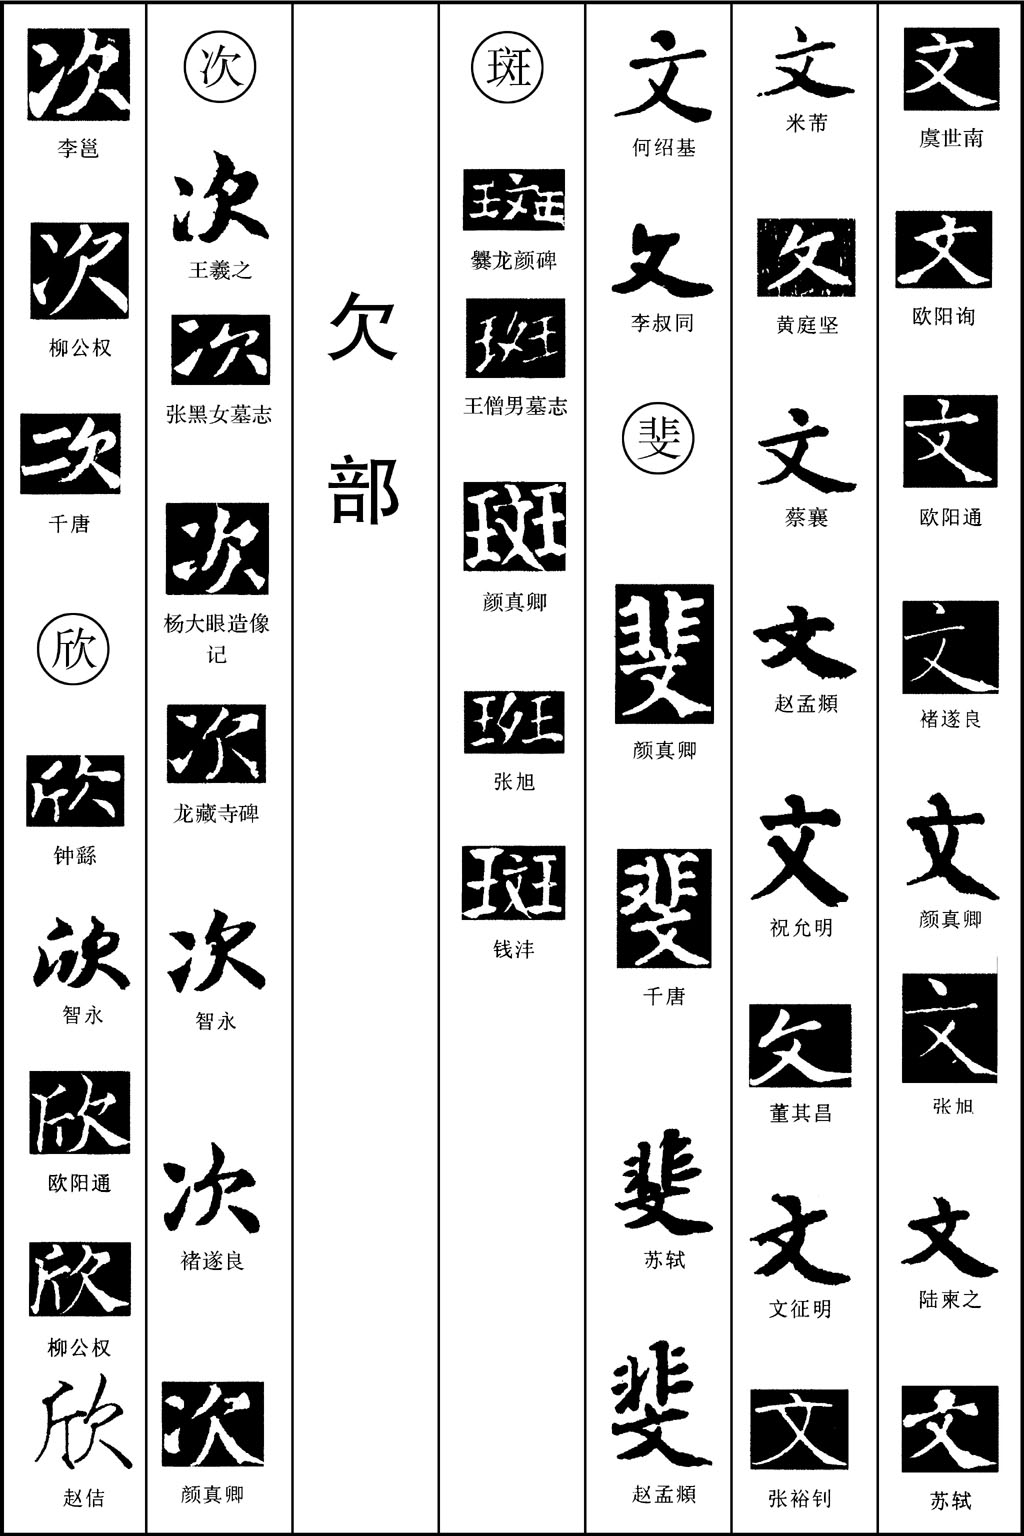 文
虞世南
文
欧阳询
文
欧阳通
文
褚遂良
文
颜真卿
文
张旭
文
陆柬之
文
苏轼
文
米芾
文
黄庭坚
文
蔡襄
文
赵孟頫
文
祝允明
文
董其昌
文
文征明
文
张裕钊
文
何绍基
文
李叔同
斐
斐
颜真卿
斐
千唐
斐
苏轼
斐
赵孟頫
斑
斑
爨龙颜碑
斑
王僧男墓志
斑
颜真卿
斑
张旭
斑
钱沣
欠部
次
次
王羲之
次
张黑女墓志
次
杨大眼造像
记
次
龙藏寺碑
次
智永
次
褚遂良
次
颜真卿
次
李邕
次
柳公权
次
千唐
欣
欣
钟繇
欣
智永
欣
欧阳通
欣
柳公权
欣
赵佶